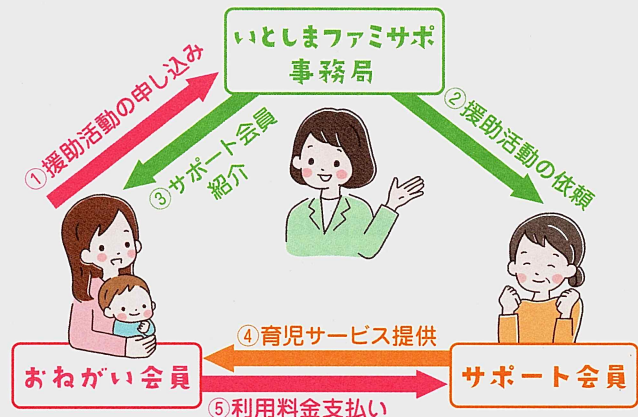 いとしまファミサポ
事務局
①援助活動の申し込み
②援助活動の依頼
③サポート会員
紹介
④育児サービス提供
おねがい会員
サポート会員
⑤利用料金支払い